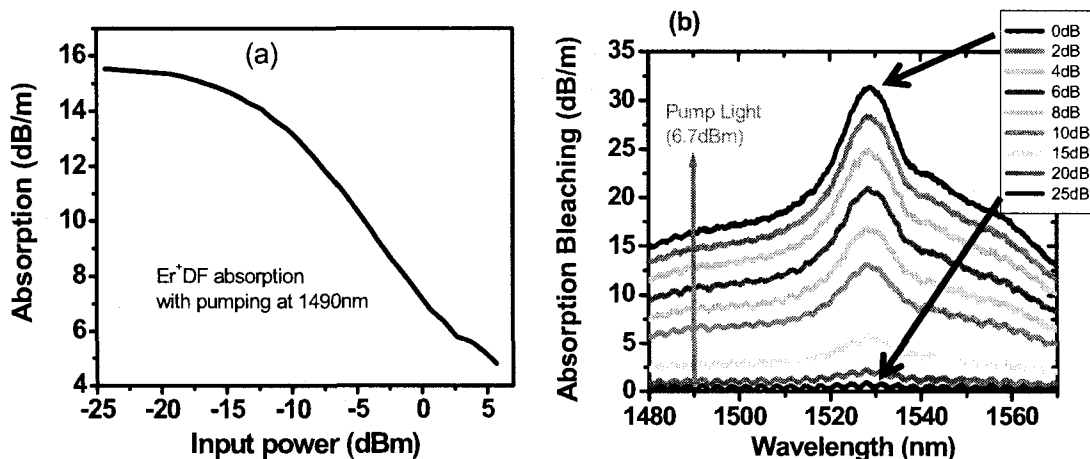 (a)
Absorption (dB/m)
16
14
12
10
8
6
4
Er⁺DF absorption
with pumping at 1490nm
-25
-20
-15
-10
-5
0
5
Input power (dBm)
(b)
Absorption Bleaching (dB/m)
35
30
25
20
15
10
5
0
Pump Light
(6.7dBm)
0dB
2dB
4dB
6dB
8dB
10dB
15dB
20dB
25dB
1480
1500
1520
1540
1560
Wavelength (nm)